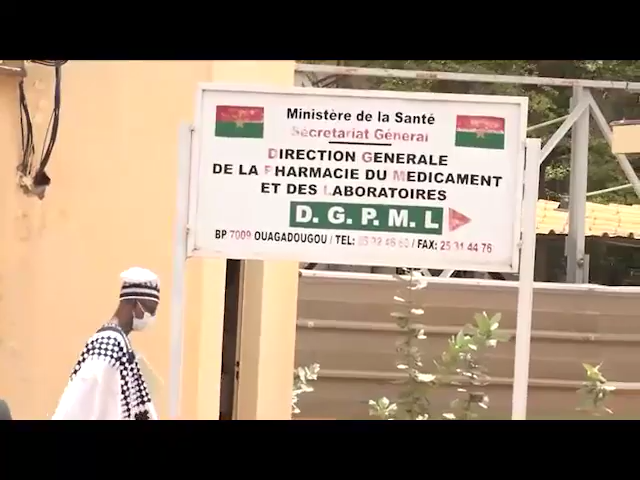 Ministère de la Santé
Secrétariat Général
DIRECTION GENERALE
DE LA PHARMACIE DU MEDICAMENT
ET DES LABORATOIRES
D. G. P. M. L
BP 7009 OUAGADOUGOU / TEL: / FAX: 25 31 44 76